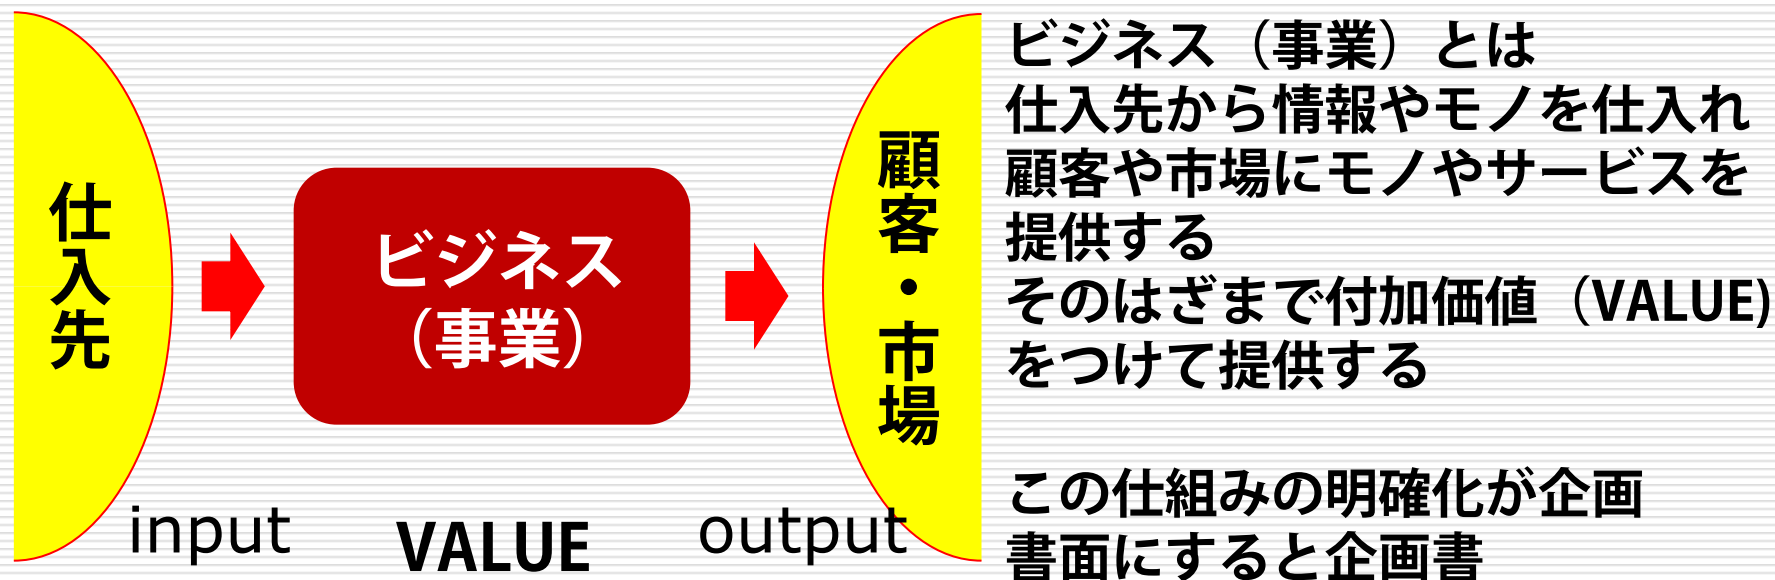 仕入先
ビジネス
（事業）
顧客・市場
input
VALUE
output
ビジネス（事業）とは
仕入先から情報やモノを仕入れ
顧客や市場にモノやサービスを
提供する
そのはざまで付加価値（VALUE)
をつけて提供する
この仕組みの明確化が企画
書面にすると企画書